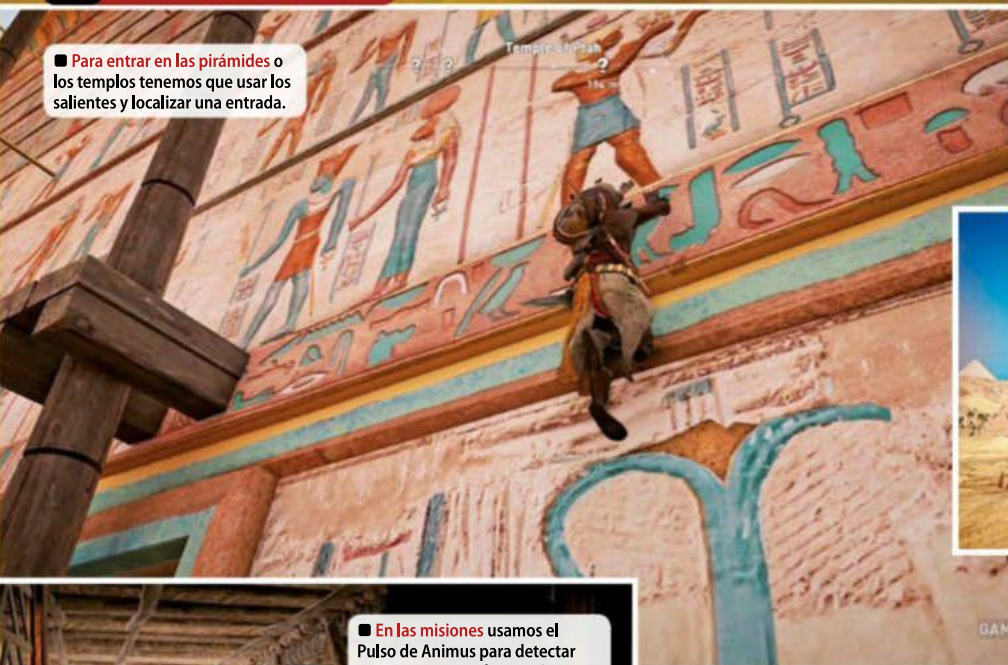 ■ Para entrar en las pirámides o
los templos tenemos que usar los
salientes y localizar una entrada.
Temple of Ptah
? ?
?
■ En las misiones usamos el
Pulso de Animus para detectar